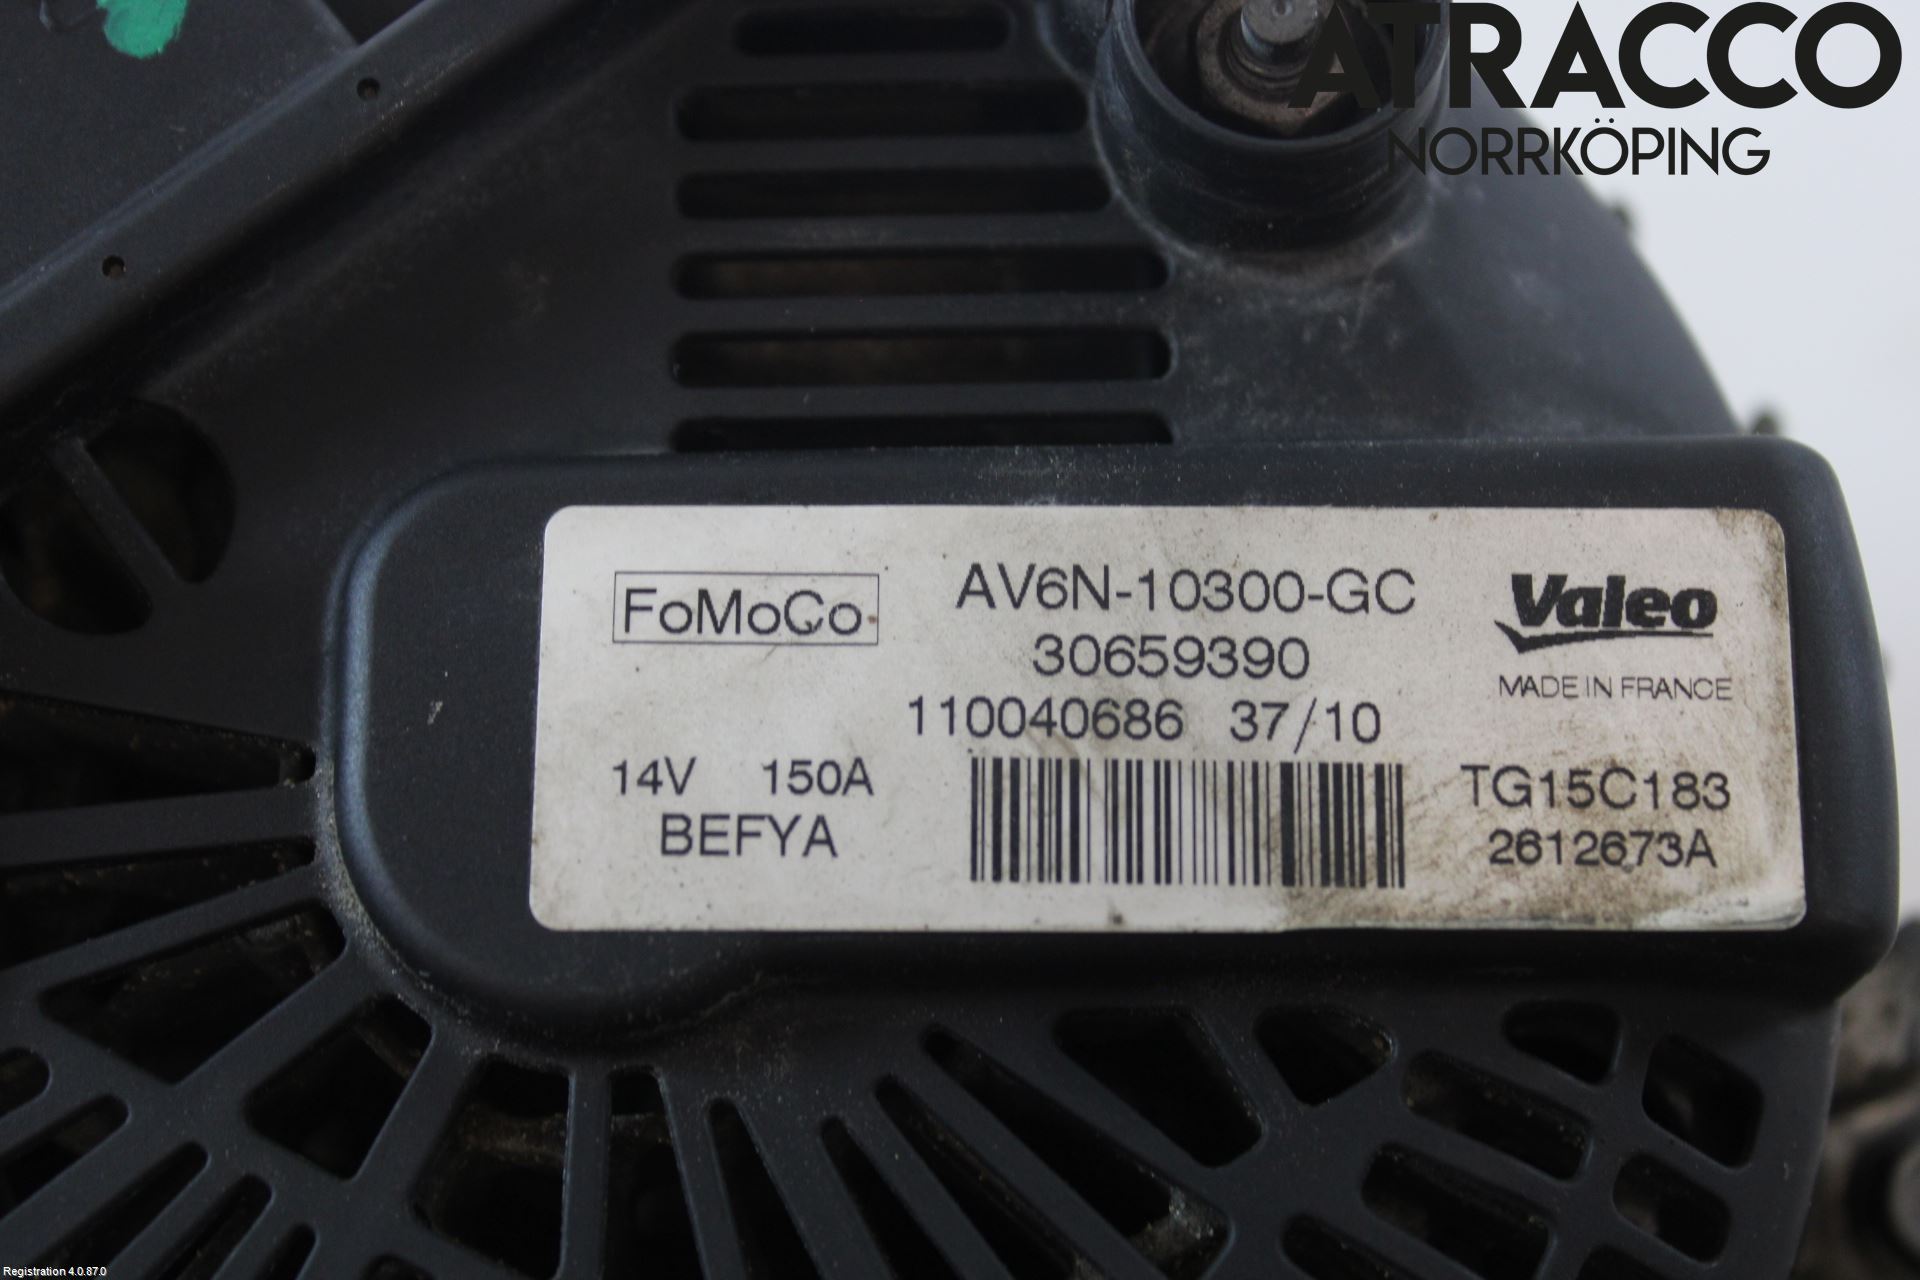 ATRACCO
NORRKÖPING
FoMoCo
AV6N-10300-GC
30659390
110040686 37/10
Valeo
MADE IN FRANCE
14V 150A
BEFYA
TG15C183
2612673A
Registration 4.0.87.0